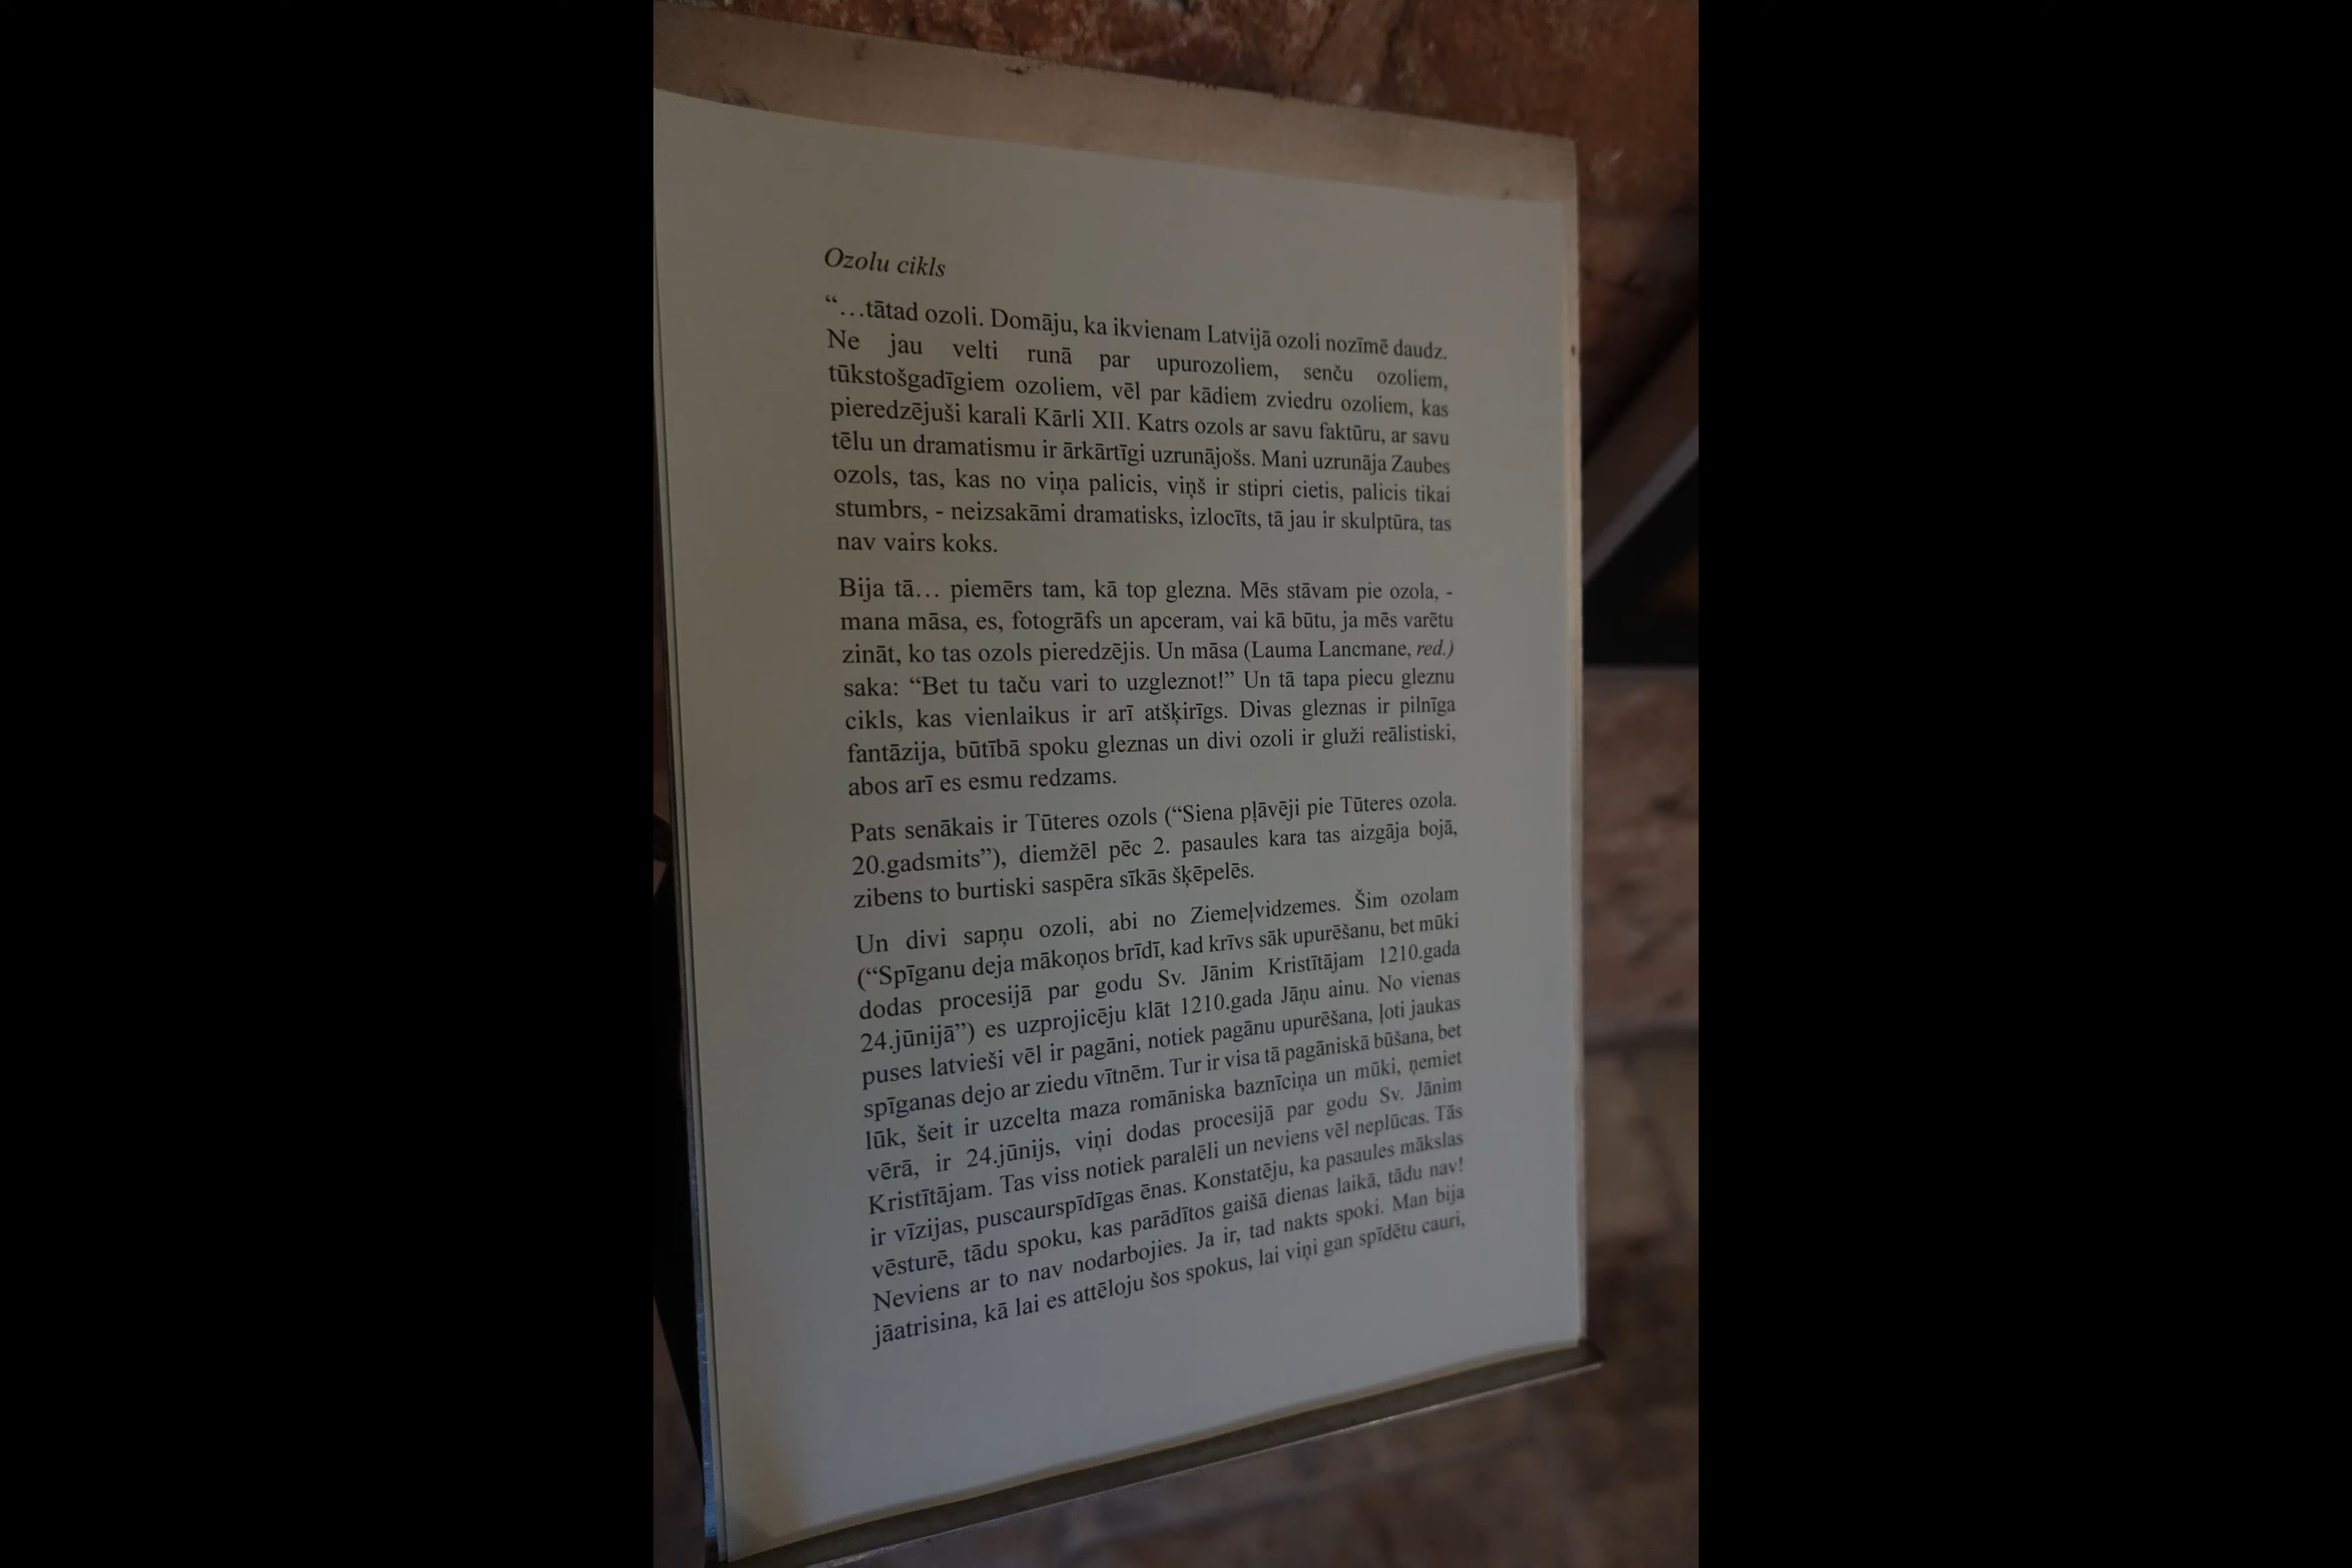 Ozolu cikls
“…tātad ozoli. Domāju, ka ikvienam Latvijā ozoli nozīmē daudz.
Ne jau velti runā par upurozoliem, senču ozoliem,
tūkstošgadīgiem ozoliem, vēl par kādiem zviedru ozoliem, kas
pieredzējuši karali Kārli XII. Katrs ozols ar savu faktūru, ar savu
tēlu un dramatismu ir ārkārtīgi uzrunājošs. Mani uzrunāja Zaubes
ozols, tas, kas no viņa palicis, viņš ir stipri cietis, palicis tikai
stumbrs, - neizsakāmi dramatisks, izlocīts, tā jau ir skulptūra, tas
nav vairs koks.
Bija tā… piemērs tam, kā top glezna. Mēs stāvam pie ozola, -
mana māsa, es, fotogrāfs un apceram, vai kā būtu, ja mēs varētu
zināt, ko tas ozols pieredzējis. Un māsa (Lauma Lancmane, red.)
saka: “Bet tu taču vari to uzgleznot!” Un tā tapa piecu gleznu
cikls, kas vienlaikus ir arī atšķirīgs. Divas gleznas ir pilnīga
fantāzija, būtībā spoku gleznas un divi ozoli ir gluži reālistiski,
abos arī es esmu redzams.
Pats senākais ir Tūteres ozols (“Siena pļāvēji pie Tūteres ozola.
20.gadsmits”), diemžēl pēc 2. pasaules kara tas aizgāja bojā,
zibens to burtiski saspēra sīkās šķēpelēs.
Un divi sapņu ozoli, abi no Ziemeļvidzemes. Šim ozolam
(“Spīganu deja mākoņos brīdī, kad krīvs sāk upurēšanu, bet mūki
dodas procesijā par godu Sv. Jānim Kristītājam 1210.gada
24.jūnijā”) es uzprojicēju klāt 1210.gada Jāņu ainu. No vienas
puses latvieši vēl ir pagāni, notiek pagānu upurēšana, ļoti jaukas
spīganas dejo ar ziedu vītnēm. Tur ir visa tā pagāniskā būšana, bet
lūk, šeit ir uzcelta maza romāniska baznīciņa un mūki, ņemiet
vērā, ir 24.jūnijs, viņi dodas procesijā par godu Sv. Jānim
Kristītājam. Tas viss notiek paralēli un neviens vēl neplūcas. Tās
ir vīzijas, puscaurspīdīgas ēnas. Konstatēju, ka pasaules mākslas
vēsturē, tādu spoku, kas parādītos gaišā dienas laikā, tādu nav!
Neviens ar to nav nodarbojies. Ja ir, tad nakts spoki. Man bija
jāatrisina, kā lai es attēloju šos spokus, lai viņi gan spīdētu cauri,